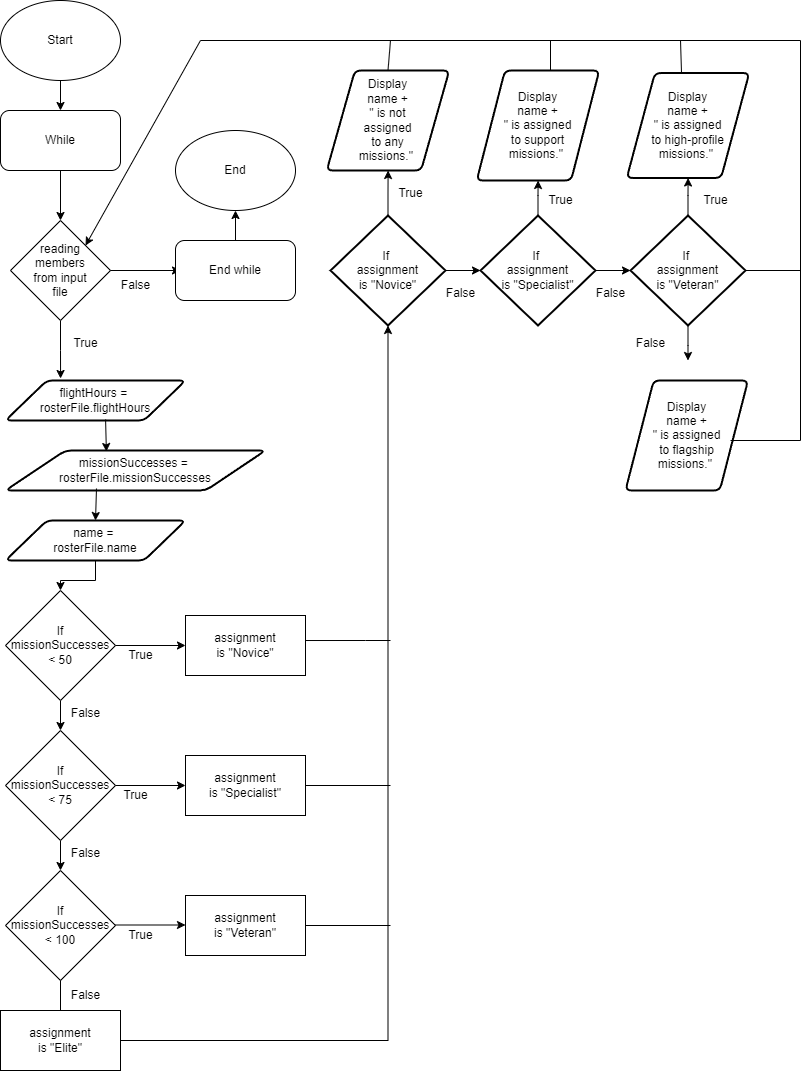 Start
While
reading
members
from input
file
False
End while
End
True
flightHours =
rosterFile.flightHours
missionSuccesses =
rosterFile.missionSuccesses
name =
rosterFile.name
If
missionSuccesses
< 50
True
assignment
is "Novice"
False
If
missionSuccesses
< 75
True
assignment
is "Specialist"
False
If
missionSuccesses
< 100
True
assignment
is "Veteran"
False
assignment
is "Elite"
If
assignment
is "Novice"
True
Display
name +
" is not
assigned
to any
missions."
False
If
assignment
is "Specialist"
True
Display
name +
" is assigned
to support
missions."
False
If
assignment
is "Veteran"
True
Display
name +
" is assigned
to high-profile
missions."
False
Display
name +
" is assigned
to flagship
missions."